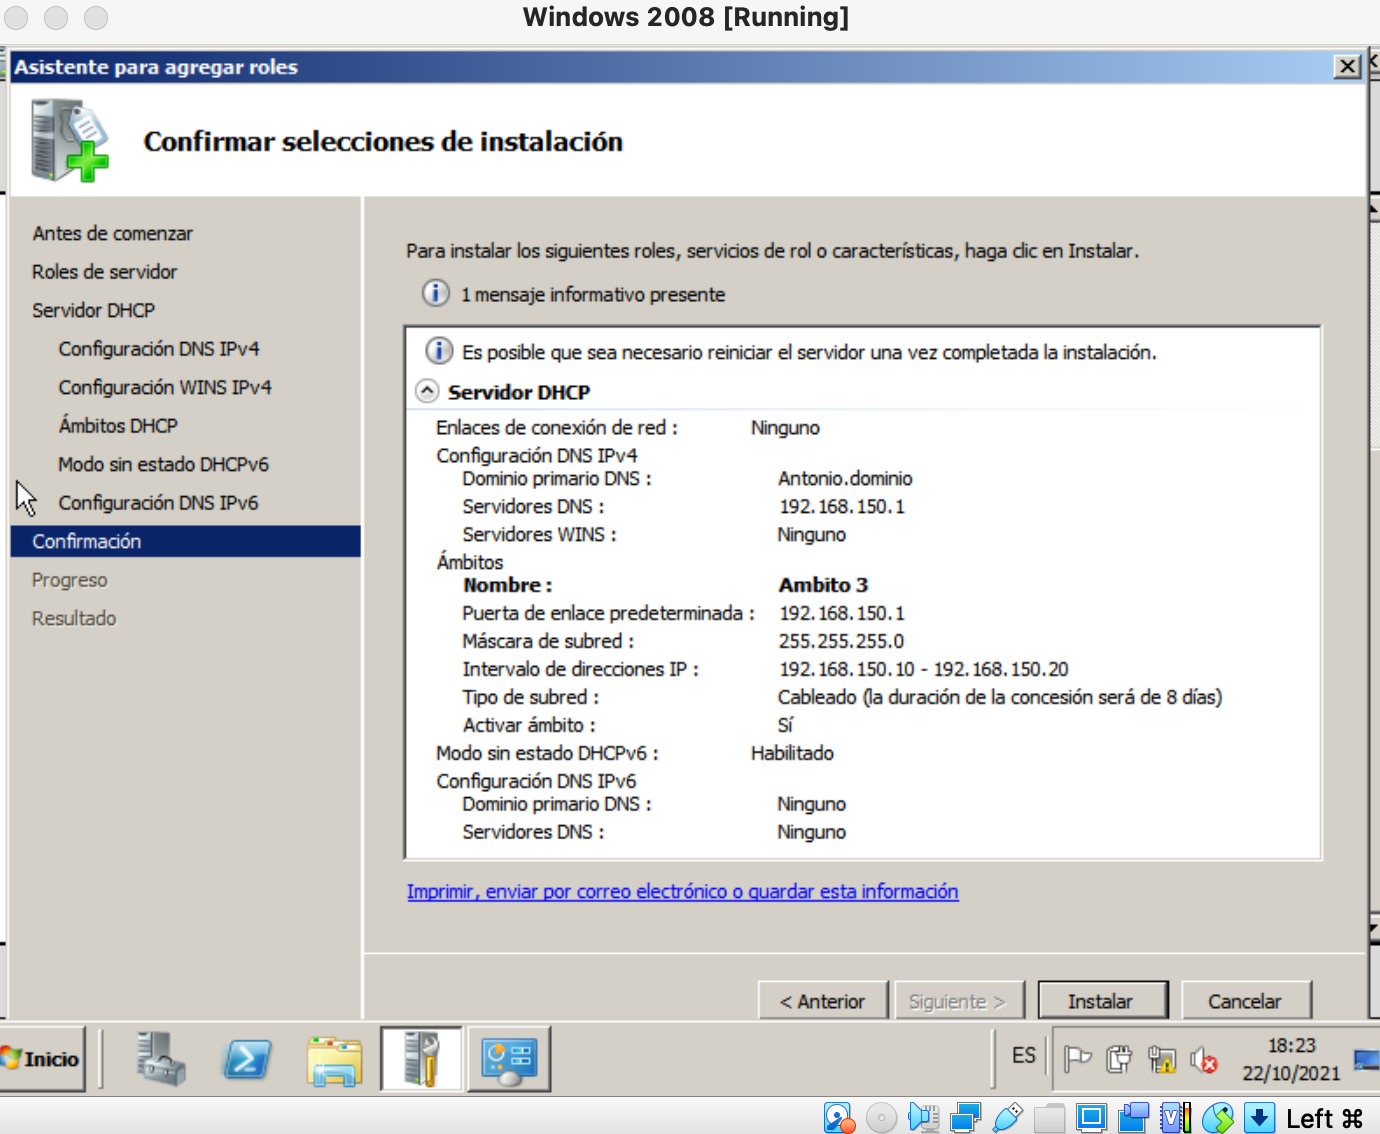 Windows 2008 [Running]
Asistente para agregar roles
Confirmar selecciones de instalación
Antes de comenzar
Roles de servidor
Servidor DHCP
Configuración DNS IPv4
Configuración WINS IPv4
Ámbitos DHCP
Modo sin estado DHCPv6
Configuración DNS IPv6
Confirmación
Progreso
Resultado
Para instalar los siguientes roles, servicios de rol o características, haga clic en Instalar.
1 mensaje informativo presente
Es posible que sea necesario reiniciar el servidor una vez completada la instalación.
Servidor DHCP
Enlaces de conexión de red : Ninguno
Configuración DNS IPv4
Dominio primario DNS : Antonio.dominio
Servidores DNS : 192.168.150.1
Servidores WINS : Ninguno
Ámbitos
Nombre : Ambito 3
Puerta de enlace predeterminada : 192.168.150.1
Máscara de subred : 255.255.255.0
Intervalo de direcciones IP : 192.168.150.10 - 192.168.150.20
Tipo de subred : Cableado (la duración de la concesión será de 8 días)
Activar ámbito : Sí
Modo sin estado DHCPv6 : Habilitado
Configuración DNS IPv6
Dominio primario DNS : Ninguno
Servidores DNS : Ninguno
Imprimir, enviar por correo electrónico o guardar esta información
< Anterior
Siguiente >
Instalar
Cancelar
Inicio
ES
18:23
22/10/2021
Left ⌘